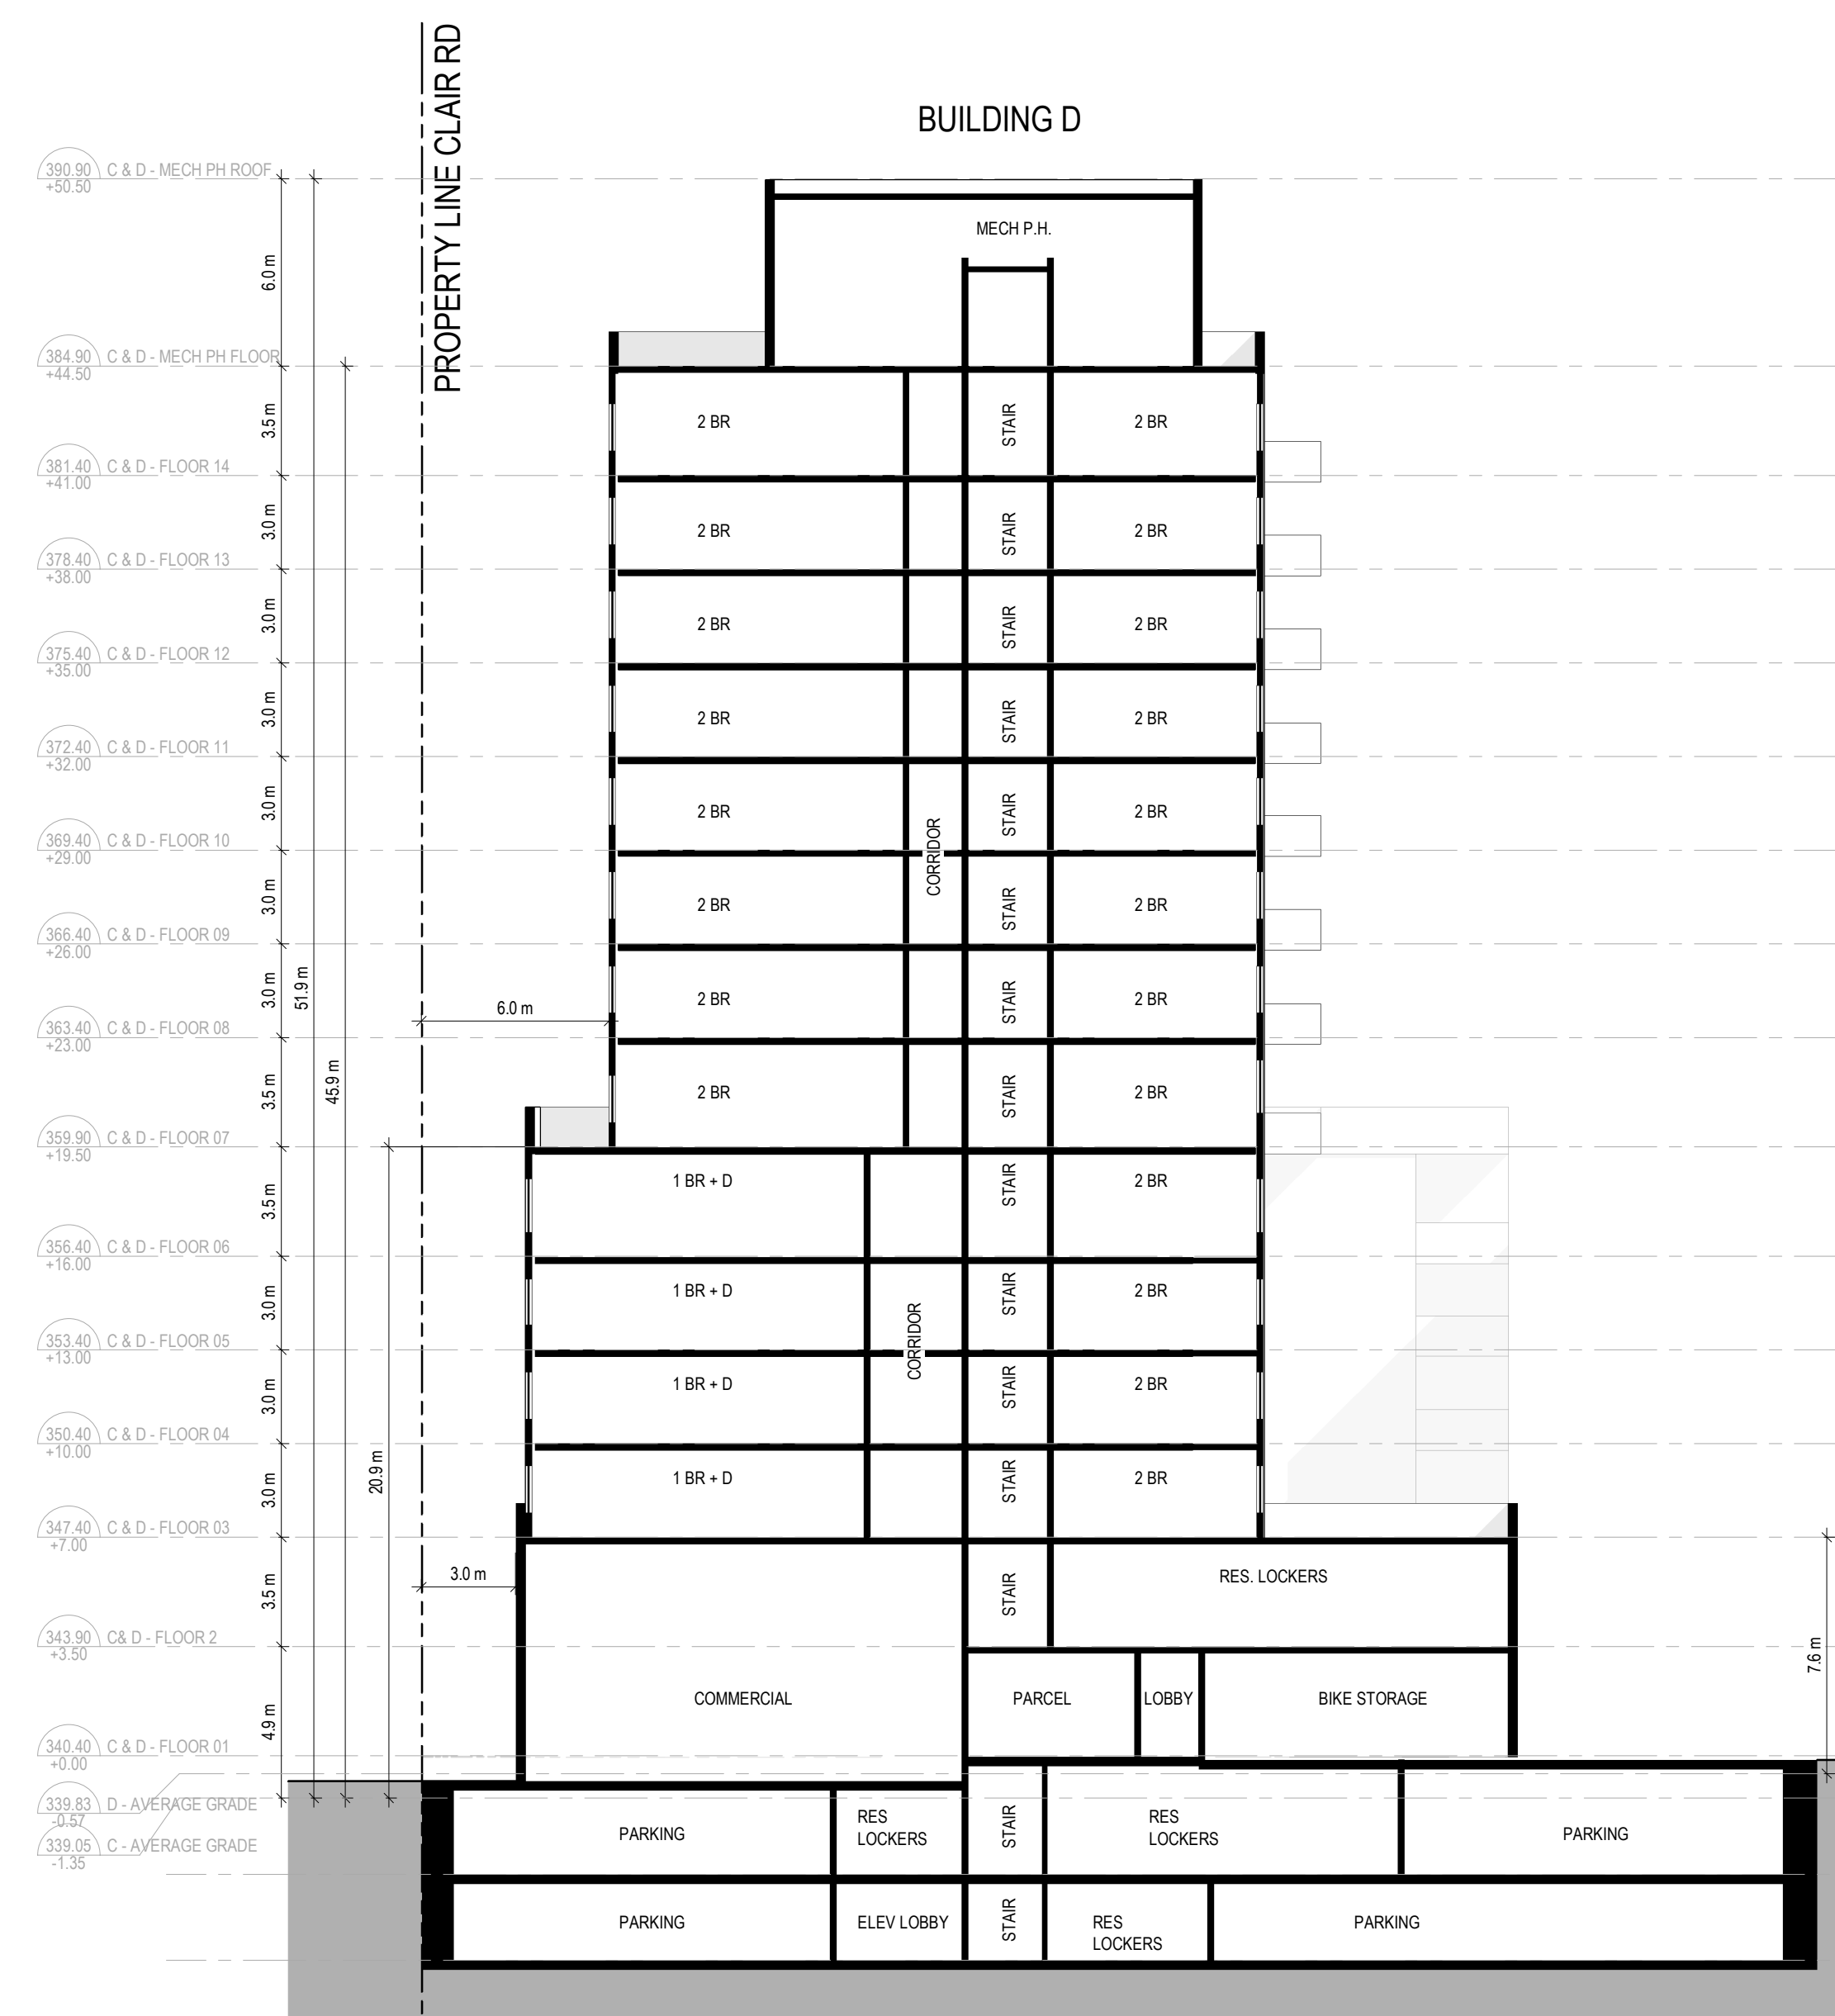 PROPERTY LINE CLAIR RD
BUILDING D
390.90 C & D - MECH PH ROOF
+50.50
MECH P.H.
6.0 m
384.90 C & D - MECH PH FLOOR
+44.50
3.5 m
2 BR STAIR 2 BR
381.40 C & D - FLOOR 14
+41.00
3.0 m
2 BR STAIR 2 BR
378.40 C & D - FLOOR 13
+38.00
3.0 m
2 BR STAIR 2 BR
375.40 C & D - FLOOR 12
+35.00
3.0 m
2 BR STAIR 2 BR
372.40 C & D - FLOOR 11
+32.00
3.0 m
2 BR STAIR 2 BR
CORRIDOR
369.40 C & D - FLOOR 10
+29.00
3.0 m
2 BR STAIR 2 BR
366.40 C & D - FLOOR 09
+26.00
3.0 m
51.9 m
2 BR STAIR 2 BR
6.0 m
363.40 C & D - FLOOR 08
+23.00
3.5 m
45.9 m
2 BR STAIR 2 BR
359.90 C & D - FLOOR 07
+19.50
3.5 m
1 BR + D STAIR 2 BR
356.40 C & D - FLOOR 06
+16.00
3.0 m
1 BR + D STAIR 2 BR
CORRIDOR
353.40 C & D - FLOOR 05
+13.00
3.0 m
1 BR + D STAIR 2 BR
350.40 C & D - FLOOR 04
+10.00
3.0 m
20.9 m
1 BR + D STAIR 2 BR
347.40 C & D - FLOOR 03
+7.00
3.5 m
3.0 m
STAIR
RES. LOCKERS
343.90 C& D - FLOOR 2
+3.50
7.6 m
4.9 m
COMMERCIAL PARCEL LOBBY BIKE STORAGE
340.40 C & D - FLOOR 01
+0.00
339.83 D - AVERAGE GRADE
-0.57
339.05 C - AVERAGE GRADE
-1.35
PARKING
RES
LOCKERS
STAIR
RES
LOCKERS
PARKING
PARKING
ELEV LOBBY
STAIR
RES
LOCKERS
PARKING